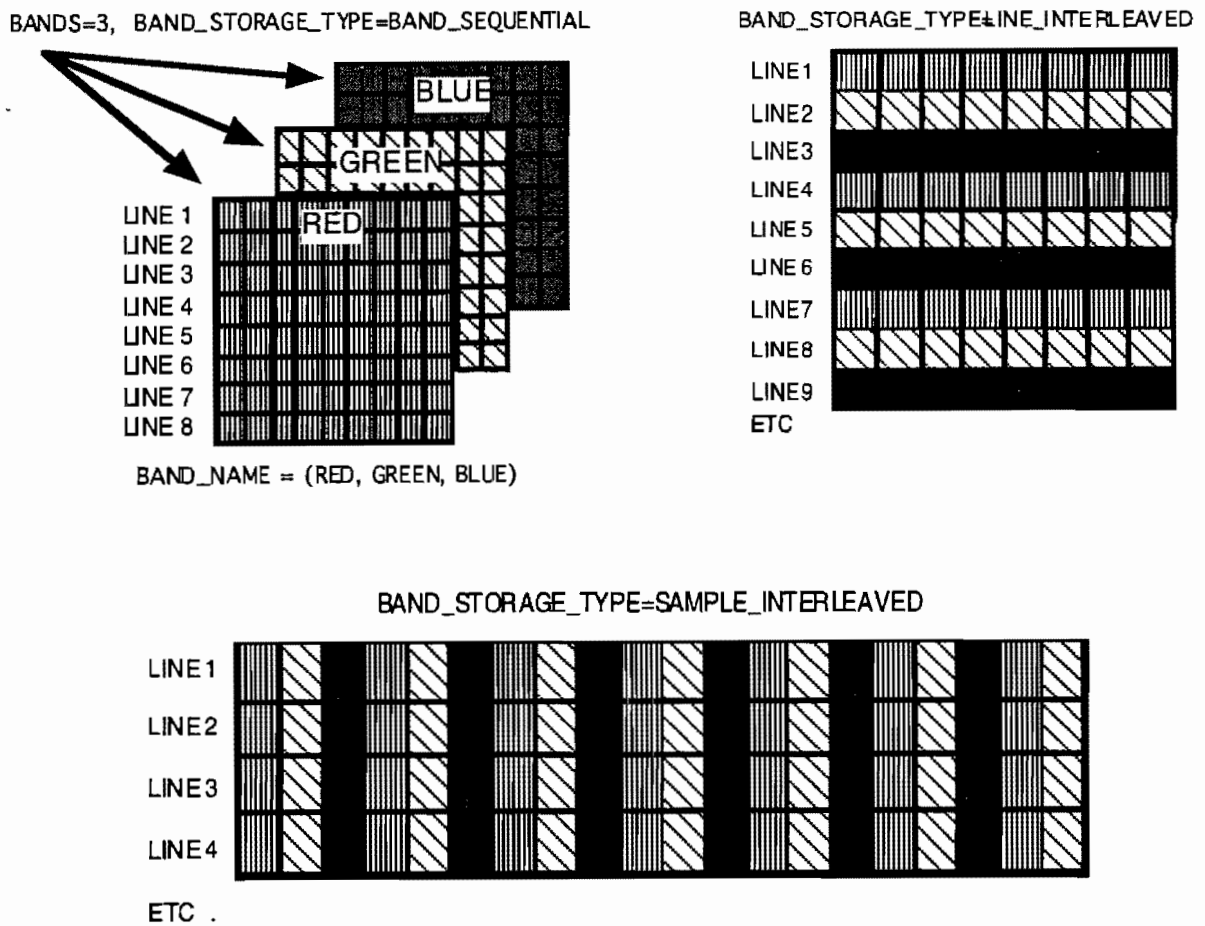 BANDS=3, BAND_STORAGE_TYPE=BAND_SEQUENTIAL
BLUE
GREEN
RED
LINE 1
LINE 2
LINE 3
LINE 4
LINE 5
LINE 6
LINE 7
LINE 8
BAND_NAME = (RED, GREEN, BLUE)
BAND_STORAGE_TYPE=LINE_INTERLEAVED
LINE1
LINE2
LINE3
LINE4
LINE5
LINE6
LINE7
LINE8
LINE9
ETC
BAND_STORAGE_TYPE=SAMPLE_INTERLEAVED
LINE1
LINE2
LINE3
LINE4
ETC .